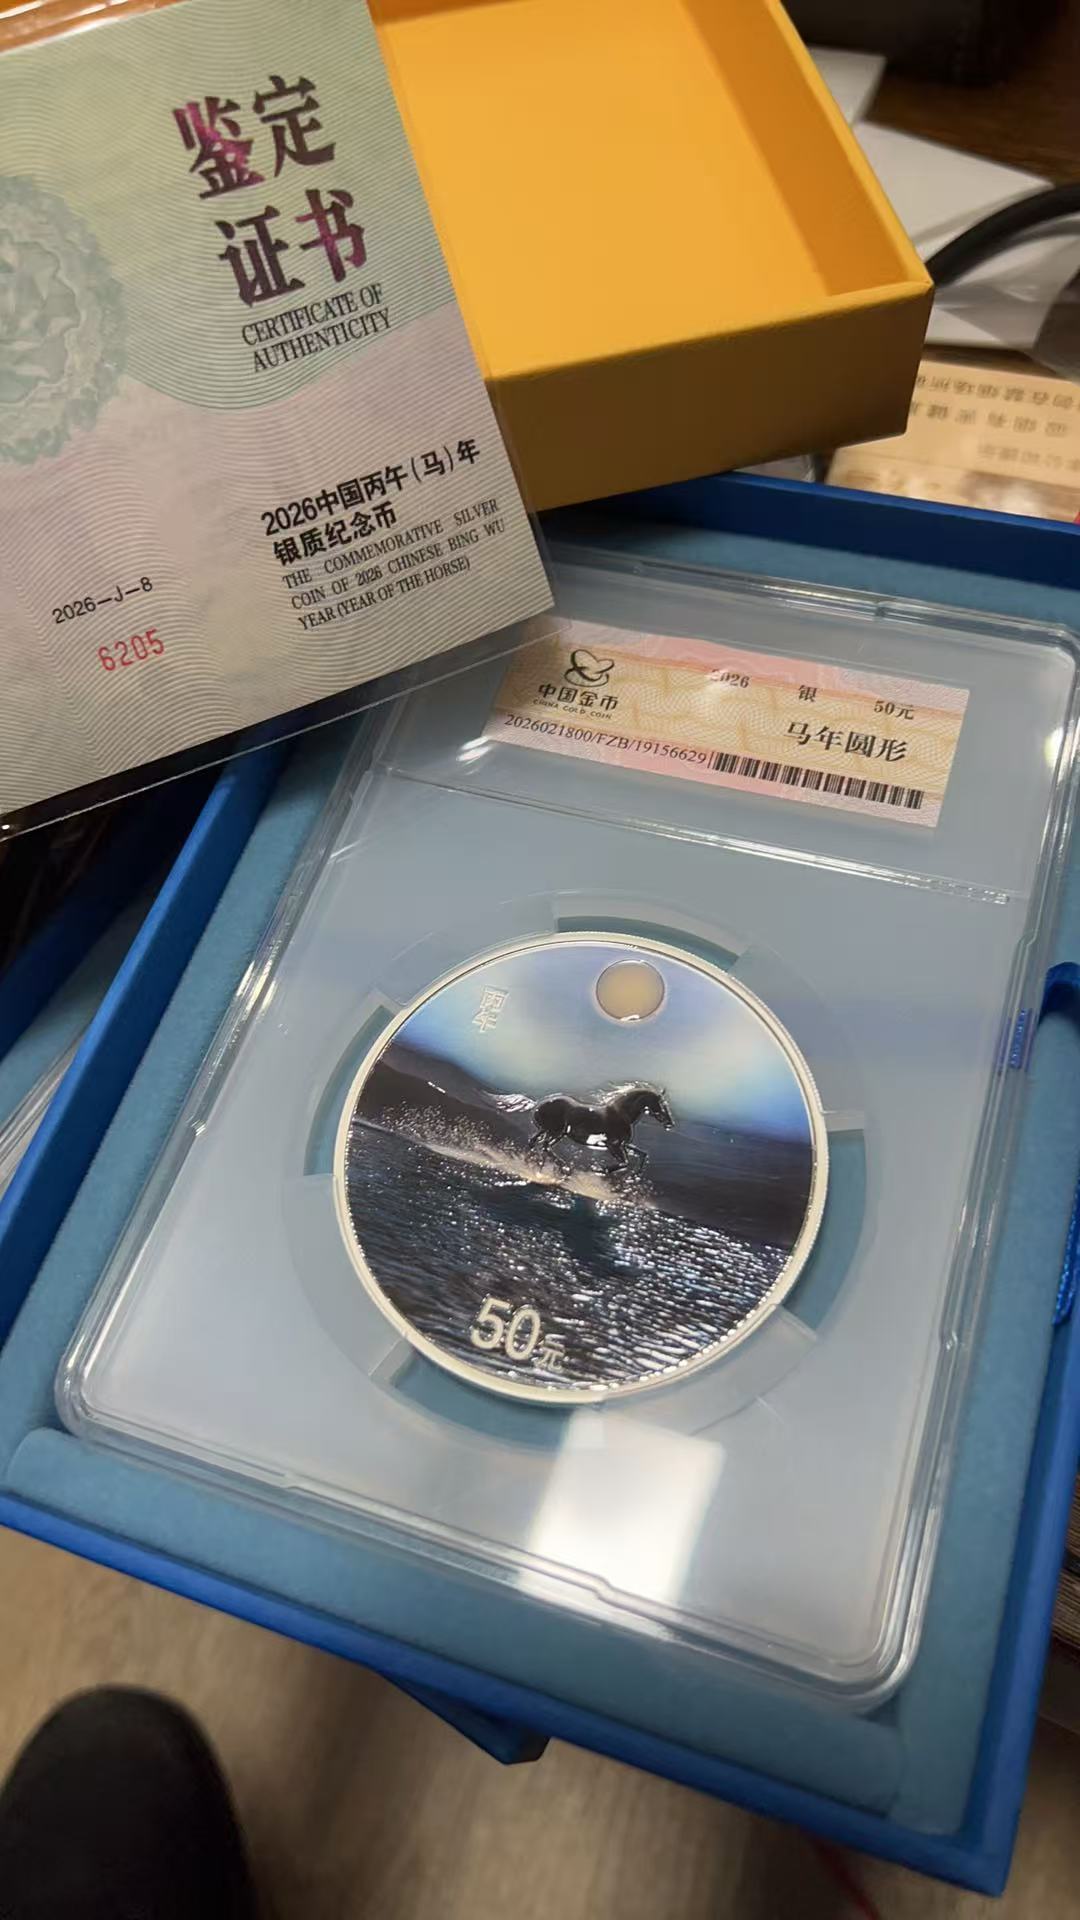 鉴定
证书
CERTIFICATE OF
AUTHENTICITY
2026中国丙午(马)年
银质纪念币
THE COMMEMORATIVE SILVER
COIN OF 2026 CHINESE BING WU
YEAR (YEAR OF THE HORSE)
2026—J—8
6205
中国金币
CHINA GOLD COIN
2026 银 50元
马年圆形
2026021800/FZB/19156629
50元